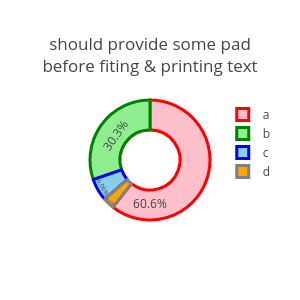 should provide some pad
before fiting & printing text
30.3%
60.6%
a
b
c
d